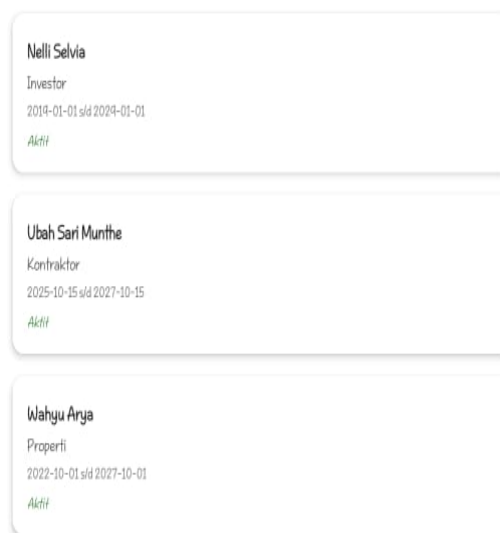 Nelli Selvia
Investor
2019-01-01 s/d 2029-01-01
Aktif
Ubah Sari Munthe
Kontraktor
2025-10-15 s/d 2027-10-15
Aktif
Wahyu Arya
Properti
2022-10-01 s/d 2027-10-01
Aktif